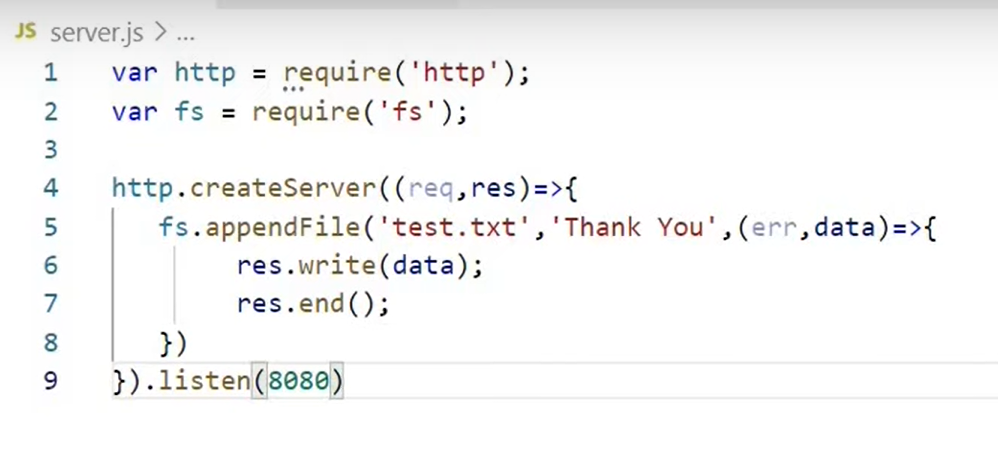 JS server.js > ...
1 var http = require('http');
2 var fs = require('fs');
3
4 http.createServer((req,res)=>{
5 fs.appendFile('test.txt','Thank You',(err,data)=>{
6 res.write(data);
7 res.end();
8 })
9 }).listen(8080)